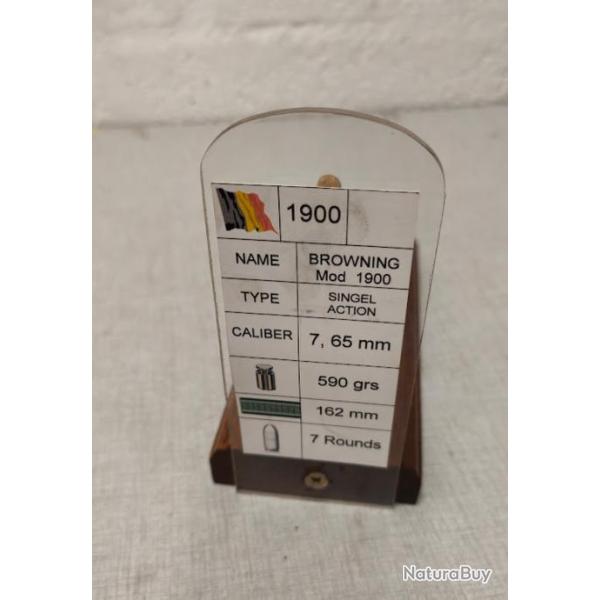 1900
NAME BROWNING
Mod 1900
TYPE SINGEL
ACTION
CALIBER 7, 65 mm
590 grs
162 mm
7 Rounds
NaturaBuy